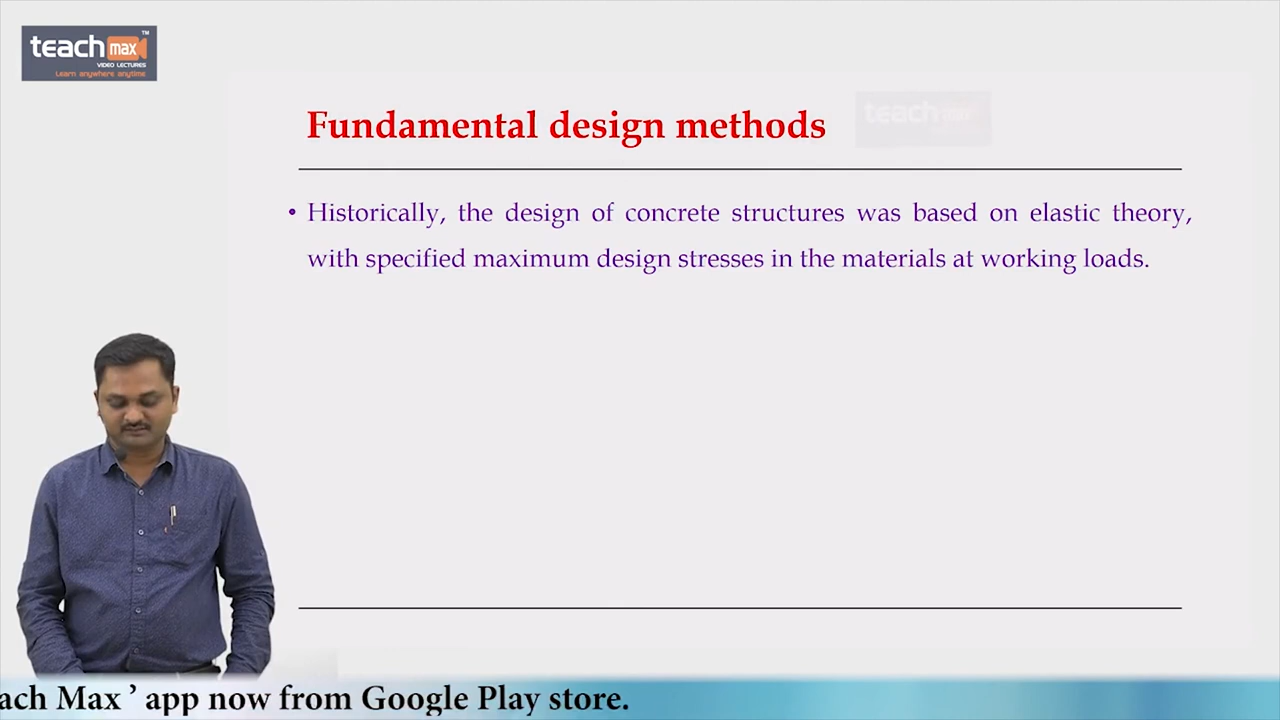 teach max TM
VIDEO LECTURES
Learn anywhere anytime
Fundamental design methods
teach
• Historically, the design of concrete structures was based on elastic theory,
with specified maximum design stresses in the materials at working loads.
ach Max ’ app now from Google Play store.